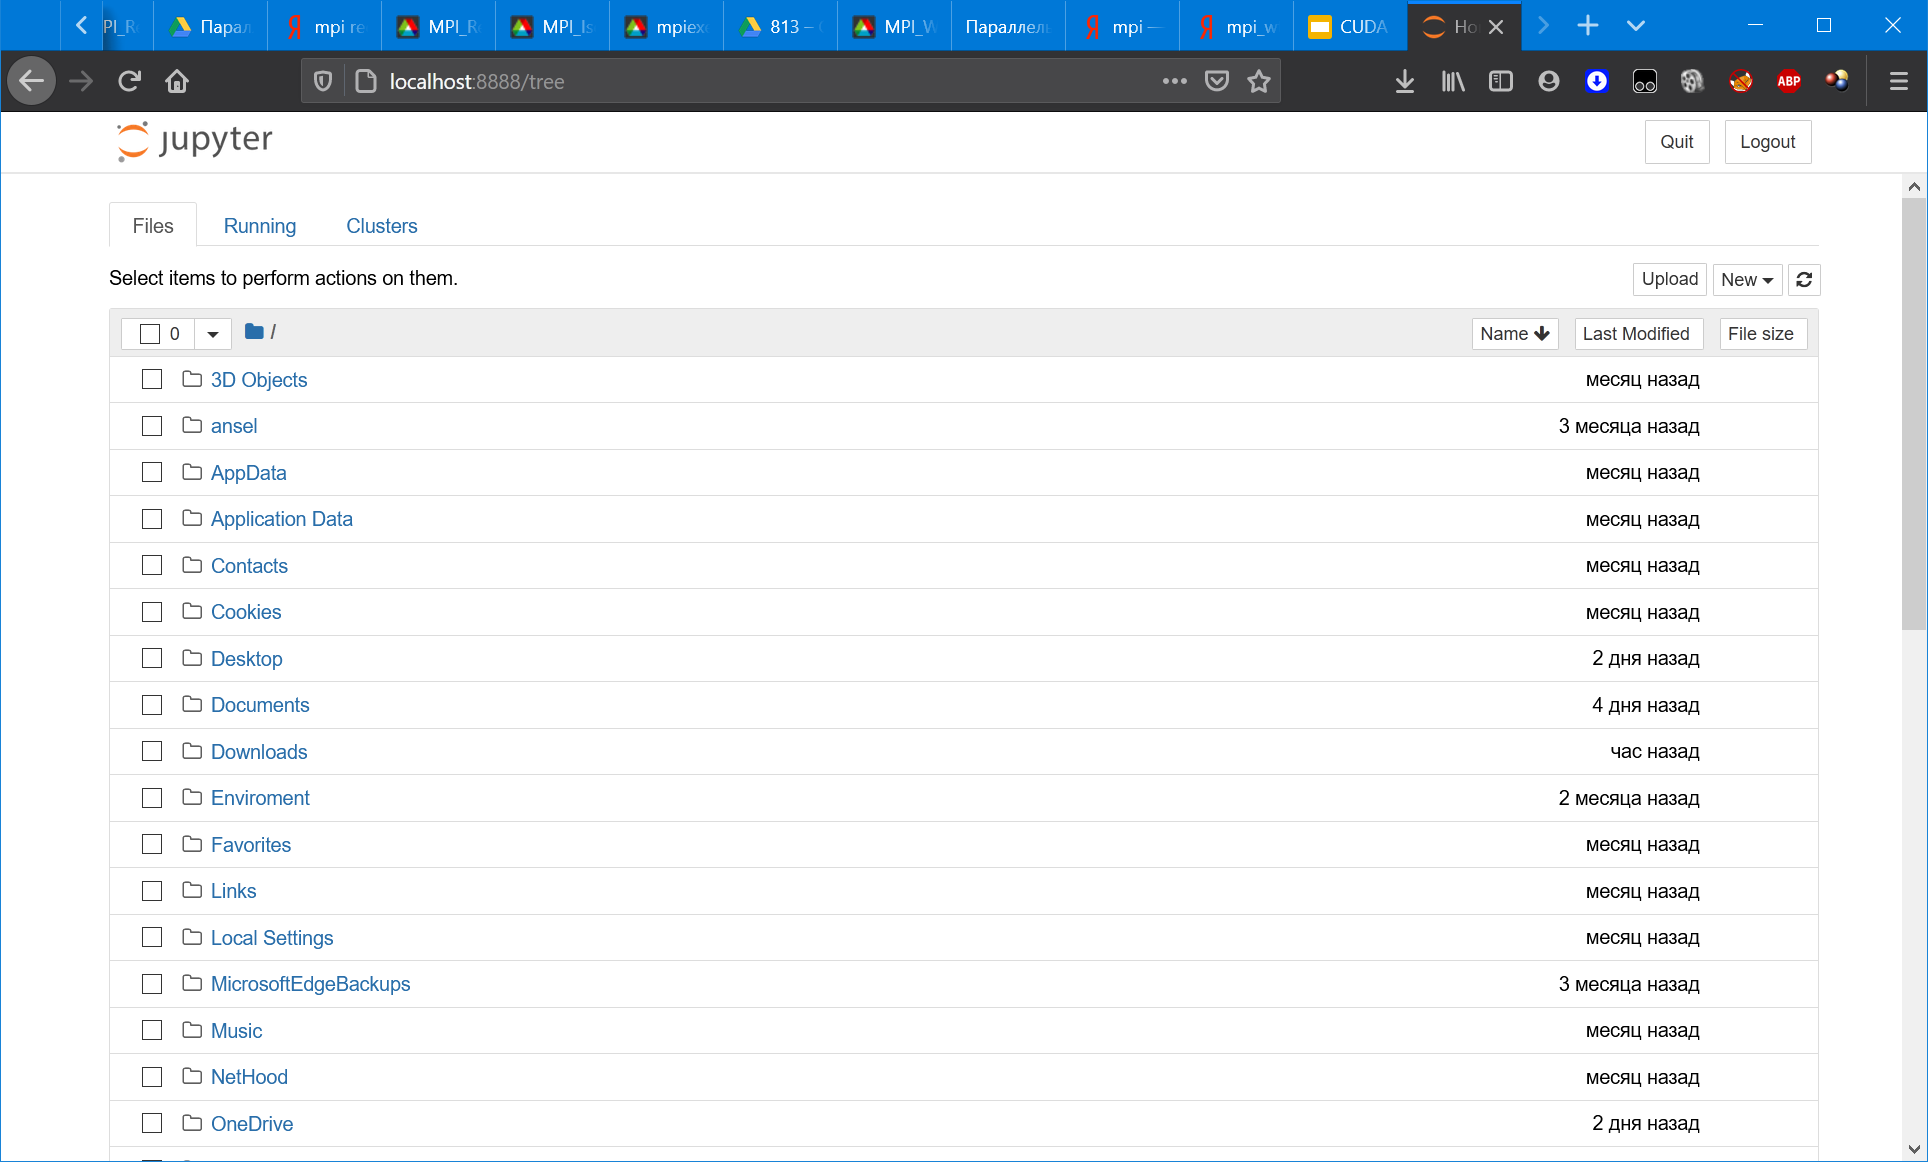 PI_R Парал mpi re MPI_R MPI_Is mpiex 813 – MPI_W Параллель mpi — mpi_w CUDA Ho
localhost:8888/tree
ABP
jupyter
Quit Logout
Files Running Clusters
Select items to perform actions on them.
Upload New
0 / Name Last Modified File size
3D Objects месяц назад
ansel 3 месяца назад
AppData месяц назад
Application Data месяц назад
Contacts месяц назад
Cookies месяц назад
Desktop 2 дня назад
Documents 4 дня назад
Downloads час назад
Enviroment 2 месяца назад
Favorites месяц назад
Links месяц назад
Local Settings месяц назад
MicrosoftEdgeBackups 3 месяца назад
Music месяц назад
NetHood месяц назад
OneDrive 2 дня назад